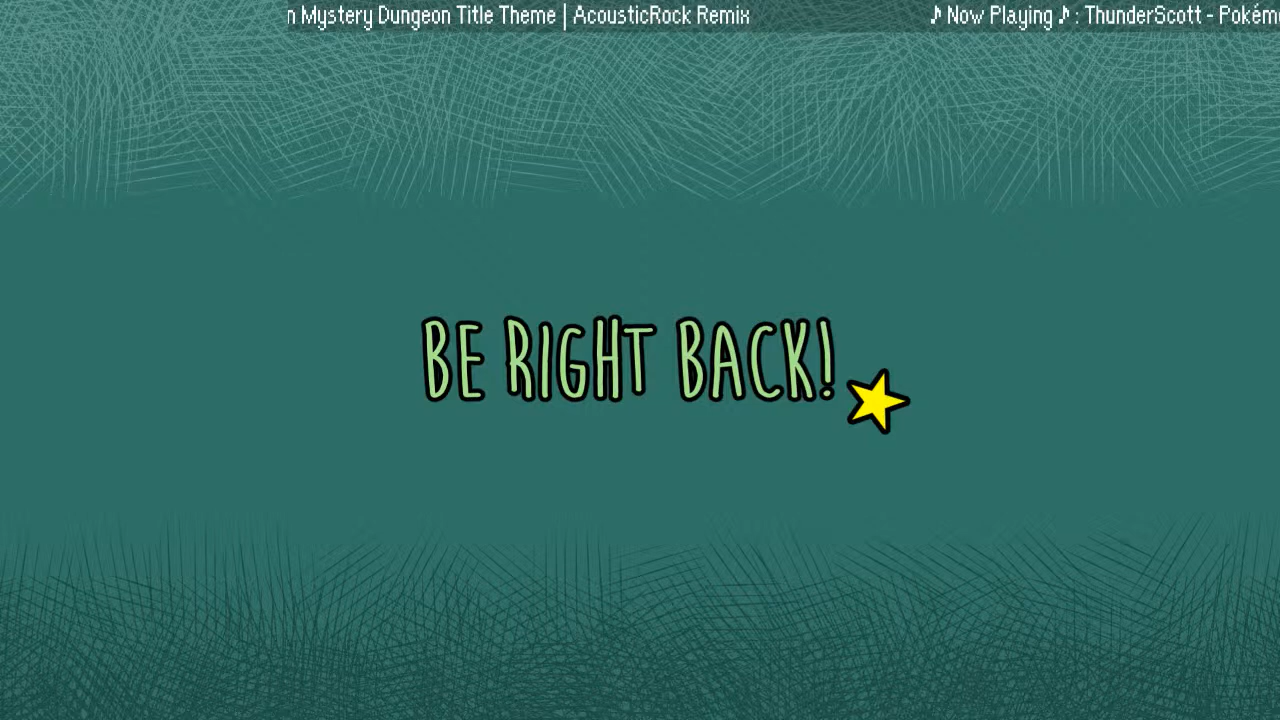 n Mystery Dungeon Title Theme | AcousticRock Remix ♪ Now Playing ♪ : ThunderScott - Pokém
BE RIGHT BACK!